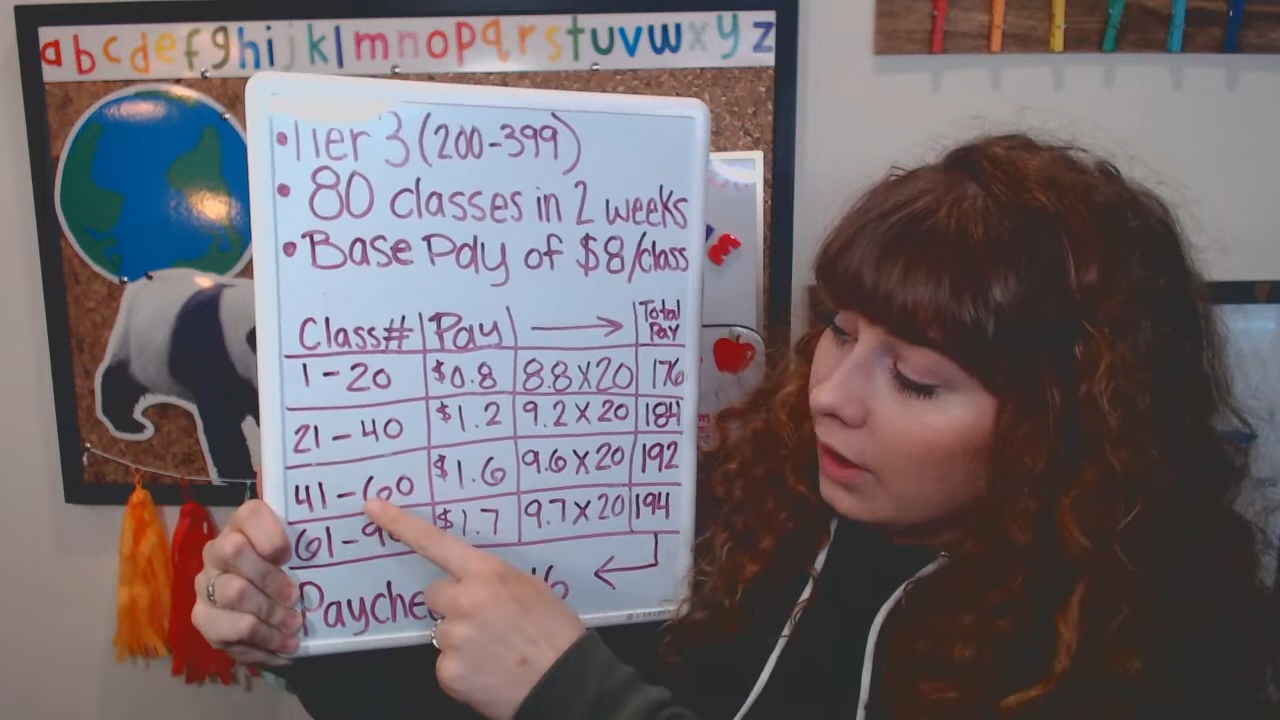 abcdefghijklmnopqrstuvwxyz
• Tier 3 (200-399)
• 80 classes in 2 weeks
• Base Pay of $8/class
Class# Pay → Total Pay
1-20 $0.8 8.8x20 176
21-40 $1.2 9.2x20 184
41-60 $1.6 9.6x20 192
$1.7 9.7x20 194